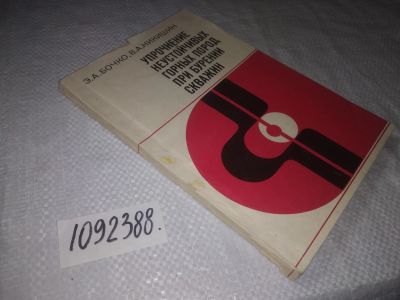 Э.А.БОЧКО, В.А.НИКИШИН
УПРОЧНЕНИЕ
НЕУСТОЙЧИВЫХ
ГОРНЫХ ПОРОД
ПРИ БУРЕНИИ
СКВАЖИН
1092388.